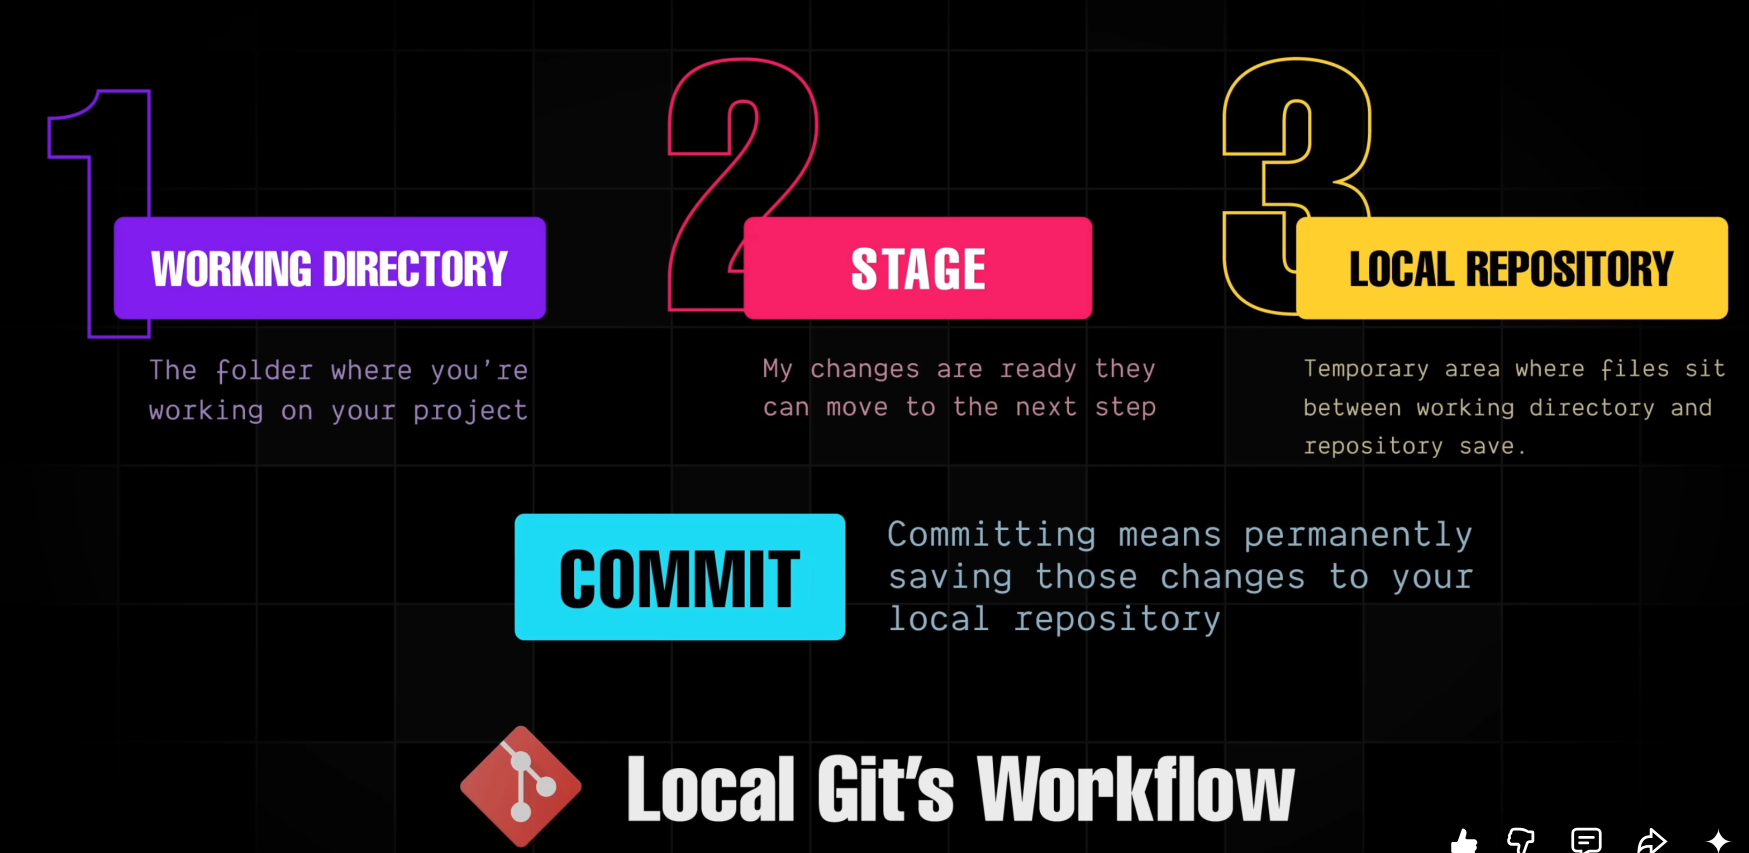 1
WORKING DIRECTORY
The folder where you're
working on your project
2
STAGE
My changes are ready they
can move to the next step
3
LOCAL REPOSITORY
Temporary area where files sit
between working directory and
repository save.
COMMIT
Committing means permanently
saving those changes to your
local repository
Local Git's Workflow